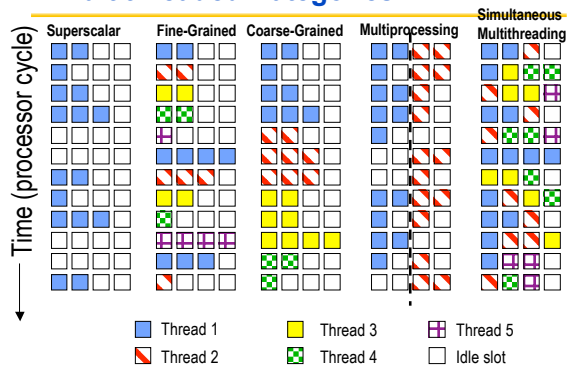 Simultaneous
Superscalar Fine-Grained Coarse-Grained Multiprocessing Multithreading
Time (processor cycle)
Thread 1 Thread 3 Thread 5
Thread 2 Thread 4 Idle slot